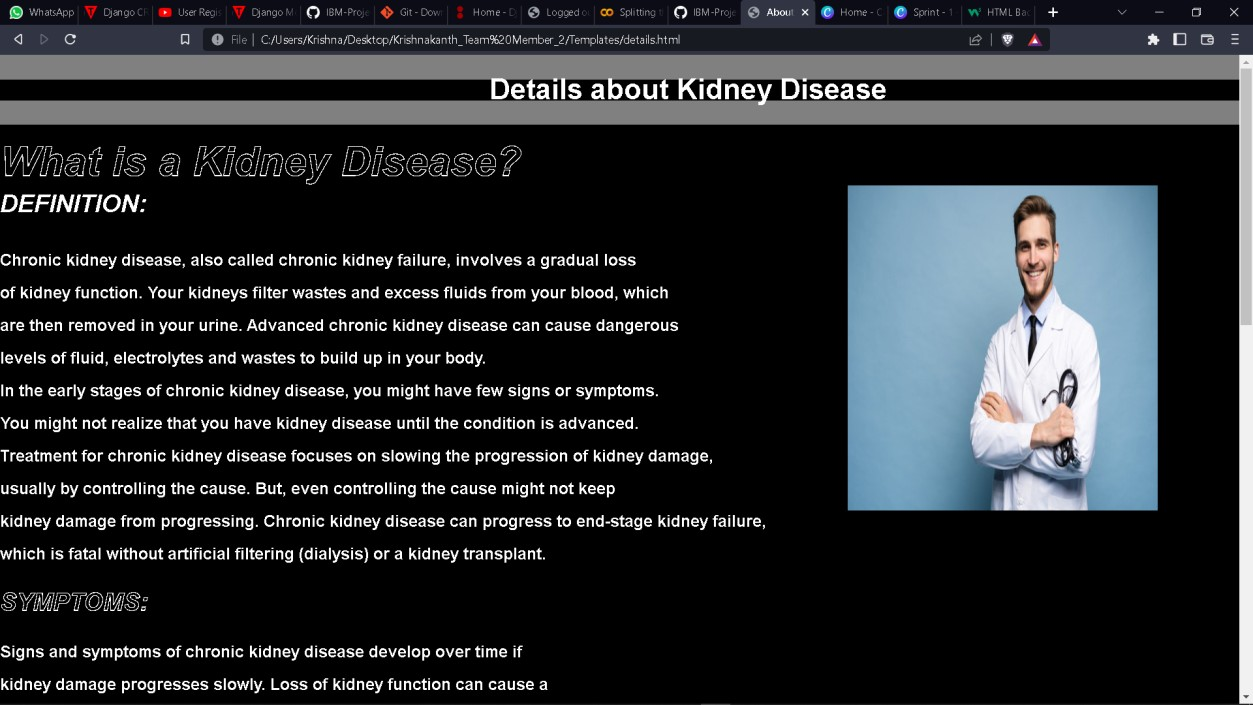 WhatsApp
Django C
User Regis
Django M
IBM-Proje
Git - Dow
Home - D
Logged o
Splitting t
IBM-Proje
About
Home - C
Sprint - 1
HTML Bac
File
C:/Users/Krishna/Desktop/Krishnakanth_Team%20Member_2/Templates/details.html
Details about Kidney Disease
What is a Kidney Disease?
DEFINITION:
Chronic kidney disease, also called chronic kidney failure, involves a gradual loss
of kidney function. Your kidneys filter wastes and excess fluids from your blood, which
are then removed in your urine. Advanced chronic kidney disease can cause dangerous
levels of fluid, electrolytes and wastes to build up in your body.
In the early stages of chronic kidney disease, you might have few signs or symptoms.
You might not realize that you have kidney disease until the condition is advanced.
Treatment for chronic kidney disease focuses on slowing the progression of kidney damage,
usually by controlling the cause. But, even controlling the cause might not keep
kidney damage from progressing. Chronic kidney disease can progress to end-stage kidney failure,
which is fatal without artificial filtering (dialysis) or a kidney transplant.
SYMPTOMS:
Signs and symptoms of chronic kidney disease develop over time if
kidney damage progresses slowly. Loss of kidney function can cause a